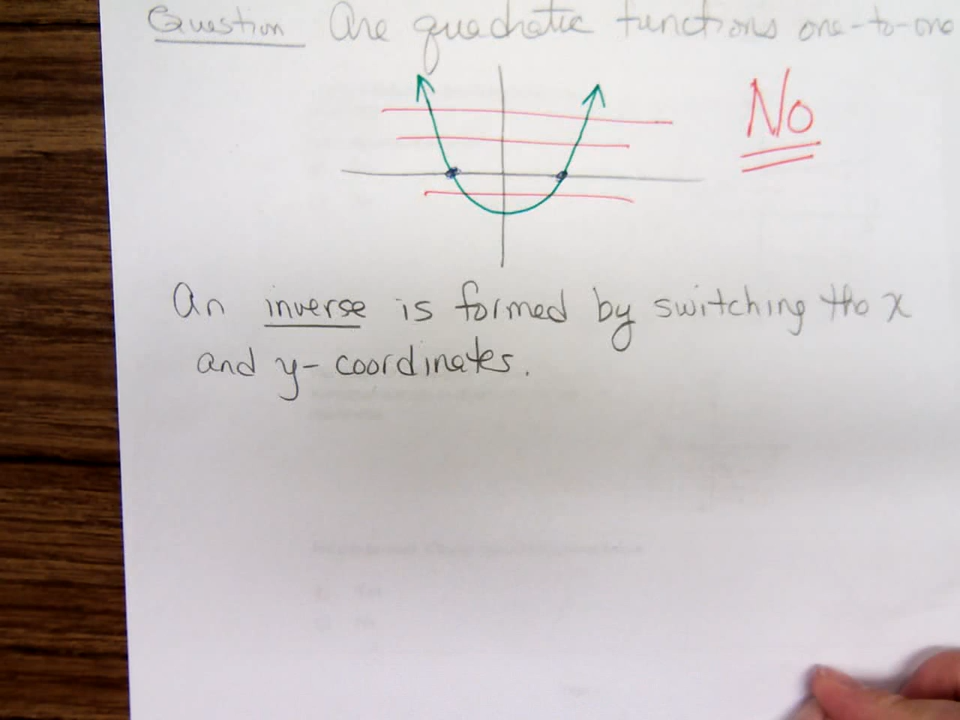 Question Are quadratic functions one-to-one
No
An inverse is formed by switching the x
and y-coordinates.